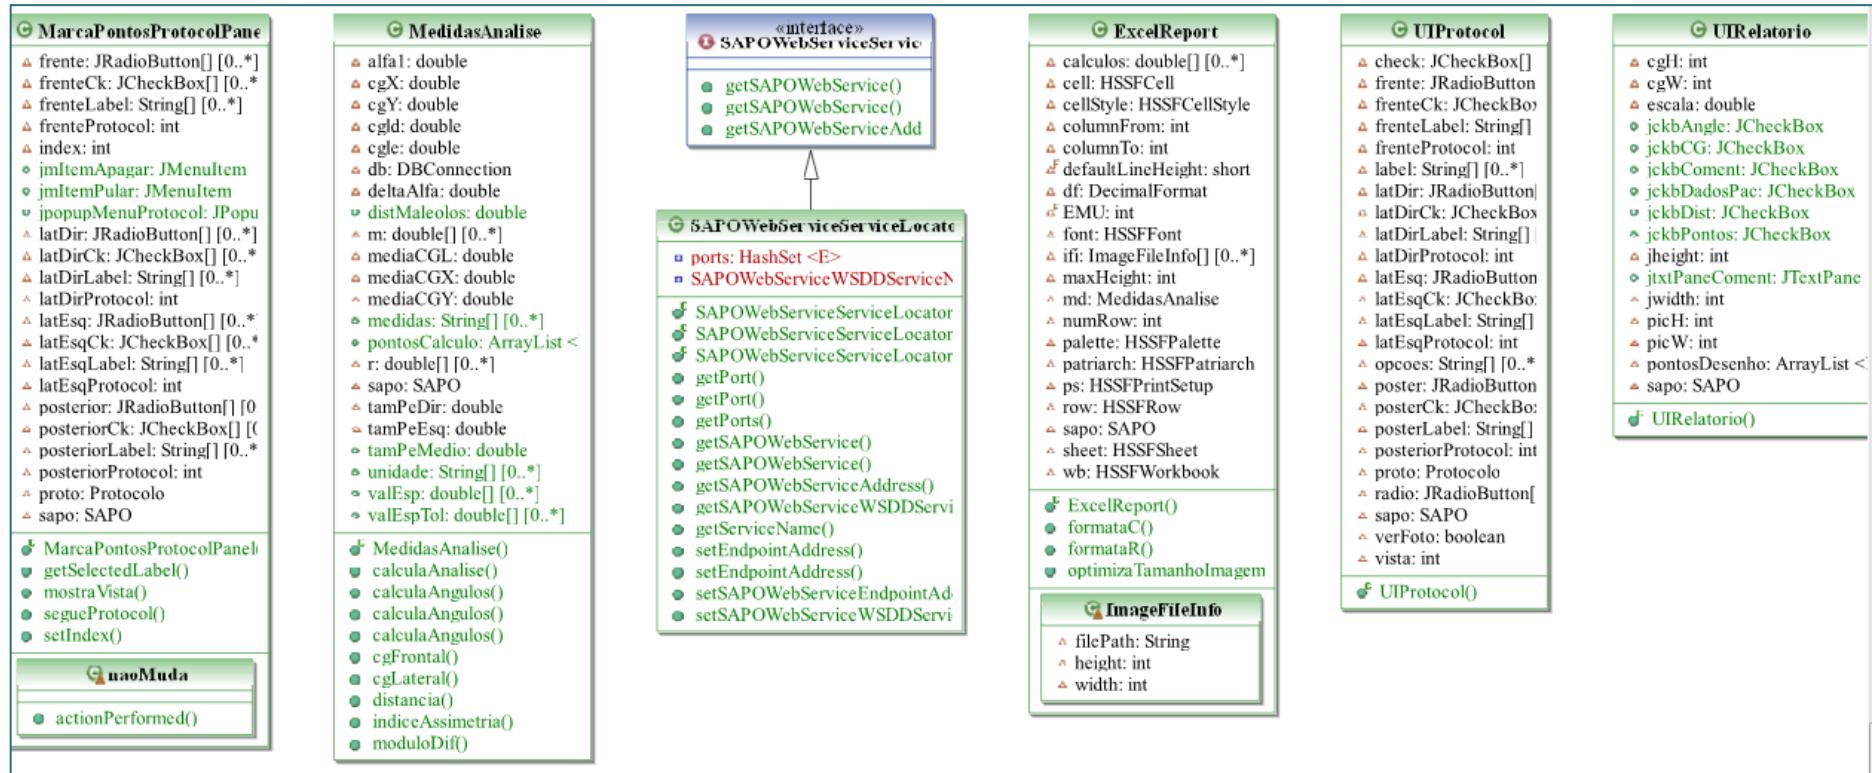 MarcaPontosProtocolPane
frente: JRadioButton[] [0..*]
frenteCk: JCheckBox[] [0..*
frenteLabel: String[] [0..*]
frenteProtocol: int
index: int
jmItemApagar: JMenuItem
jmItemPular: JMenuItem
jpopupMenuProtocol: JPopu
latDir: JRadioButton[] [0..*]
latDirCk: JCheckBox[] [0..*
latDirLabel: String[] [0..*]
latDirProtocol: int
latEsq: JRadioButton[] [0..*
latEsqCk: JCheckBox[] [0..*
latEsqLabel: String[] [0..*]
latEsqProtocol: int
posterior: JRadioButton[] [0
posteriorCk: JCheckBox[] [(
posteriorLabel: String[] [0..*
posteriorProtocol: int
proto: Protocolo
sapo: SAPO
MarcaPontosProtocolPanel(
getSelectedLabel()
mostraVista()
segueProtocol()
setIndex()
naoMuda
actionPerformed()
MedidasAnalise
alfa1: double
cgX: double
cgY: double
cgld: double
cgle: double
db: DBConnection
deltaAlfa: double
distMaleolos: double
m: double[] [0..*]
mediaCGL: double
mediaCGX: double
mediaCGY: double
medidas: String[] [0..*]
pontosCalculo: ArrayList <
r: double[] [0..*]
sapo: SAPO
tamPeDir: double
tamPeEsq: double
tamPeMedio: double
unidade: String[] [0..*]
valEsp: double[] [0..*]
valEspTol: double[] [0..*]
MedidasAnalise()
calculaAnalise()
calculaAngulos()
calculaAngulos()
calculaAngulos()
cgFrontal()
cgLateral()
distancia()
indiceAssimetria()
moduloDif()
«interface»
SAPOWebServiceServic
getSAPOWebService()
getSAPOWebService()
getSAPOWebServiceAdd
SAPOWebServiceServiceLocato
ports: HashSet <E>
SAPOWebServiceWSDDServiceN
SAPOWebServiceServiceLocator
SAPOWebServiceServiceLocator
SAPOWebServiceServiceLocator
getPort()
getPort()
getPorts()
getSAPOWebService()
getSAPOWebService()
getSAPOWebServiceAddress()
getSAPOWebServiceWSDDServi
getServiceName()
setEndpointAddress()
setEndpointAddress()
setSAPOWebServiceEndpointAd
setSAPOWebServiceWSDDServi
ExcelReport
calculos: double[] [0..*]
cell: HSSFCell
cellStyle: HSSFCellStyle
columnFrom: int
columnTo: int
defaultLineHeight: short
df: DecimalFormat
EMU: int
font: HSSFFont
ifi: ImageFileInfo[] [0..*]
maxHeight: int
md: MedidasAnalise
numRow: int
palette: HSSFPalette
patriarch: HSSFPatriarch
ps: HSSFPrintSetup
row: HSSFRow
sapo: SAPO
sheet: HSSFSheet
wb: HSSFWorkbook
ExcelReport()
formataC()
formataR()
optimizaTamanhoImagem
ImageFileInfo
filePath: String
height: int
width: int
UIProtocol
check: JCheckBox[]
frente: JRadioButton
frenteCk: JCheckBox
frenteLabel: String[]
frenteProtocol: int
label: String[] [0..*]
latDir: JRadioButton[
latDirCk: JCheckBox
latDirLabel: String[]
latDirProtocol: int
latEsq: JRadioButton
latEsqCk: JCheckBo
latEsqLabel: String[]
latEsqProtocol: int
opcoes: String[] [0..*
poster: JRadioButton
posterCk: JCheckBo
posterLabel: String[]
posteriorProtocol: int
proto: Protocolo
radio: JRadioButton[
sapo: SAPO
verFoto: boolean
vista: int
UIProtocol()
UIRelatorio
cgH: int
cgW: int
escala: double
jckbAngle: JCheckBox
jckbCG: JCheckBox
jckbComent: JCheckBox
jckbDadosPac: JCheckBox
jckbDist: JCheckBox
jckbPontos: JCheckBox
jheight: int
jtxtPaneComent: JTextPane
jwidth: int
picH: int
picW: int
pontosDesenho: ArrayList <
sapo: SAPO
UIRelatorio()